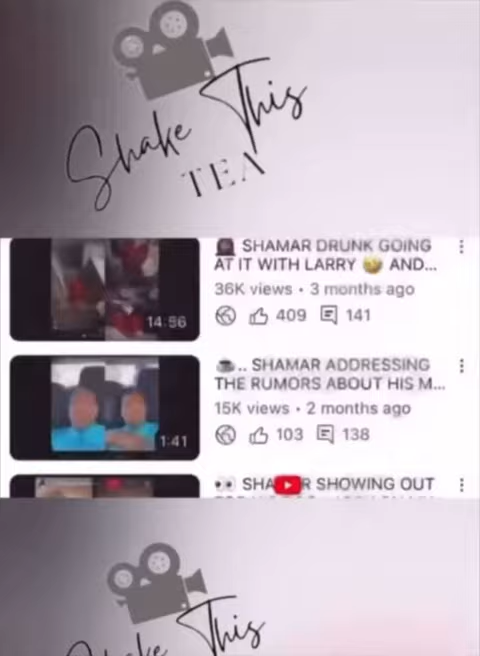 Shake This
TEA
SHAMAR DRUNK GOING
AT IT WITH LARRY 🤣 AND...
36K views • 3 months ago
409 141
14:56
☕.. SHAMAR ADDRESSING
THE RUMORS ABOUT HIS M...
15K views • 2 months ago
103 138
1:41
👀 SHA R SHOWING OUT
Shake This